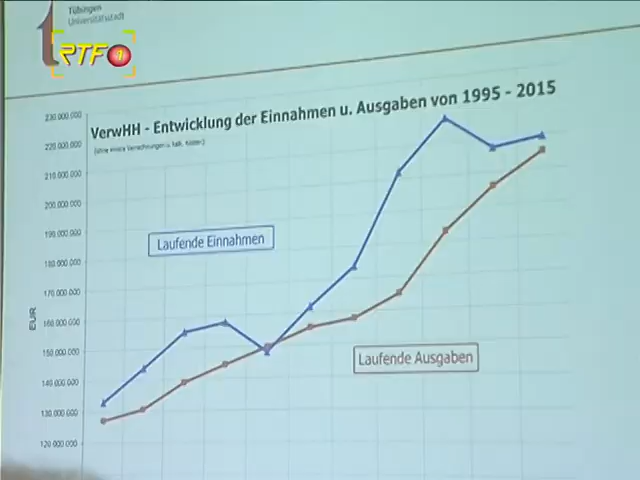 Tübingen
Universitätsstadt
RTF 1
VerwHH - Entwicklung der Einnahmen u. Ausgaben von 1995 - 2015
230.000.000
220.000.000
210.000.000
200.000.000
190.000.000
180.000.000
170.000.000
160.000.000
150.000.000
140.000.000
130.000.000
120.000.000
EUR
Laufende Einnahmen
Laufende Ausgaben